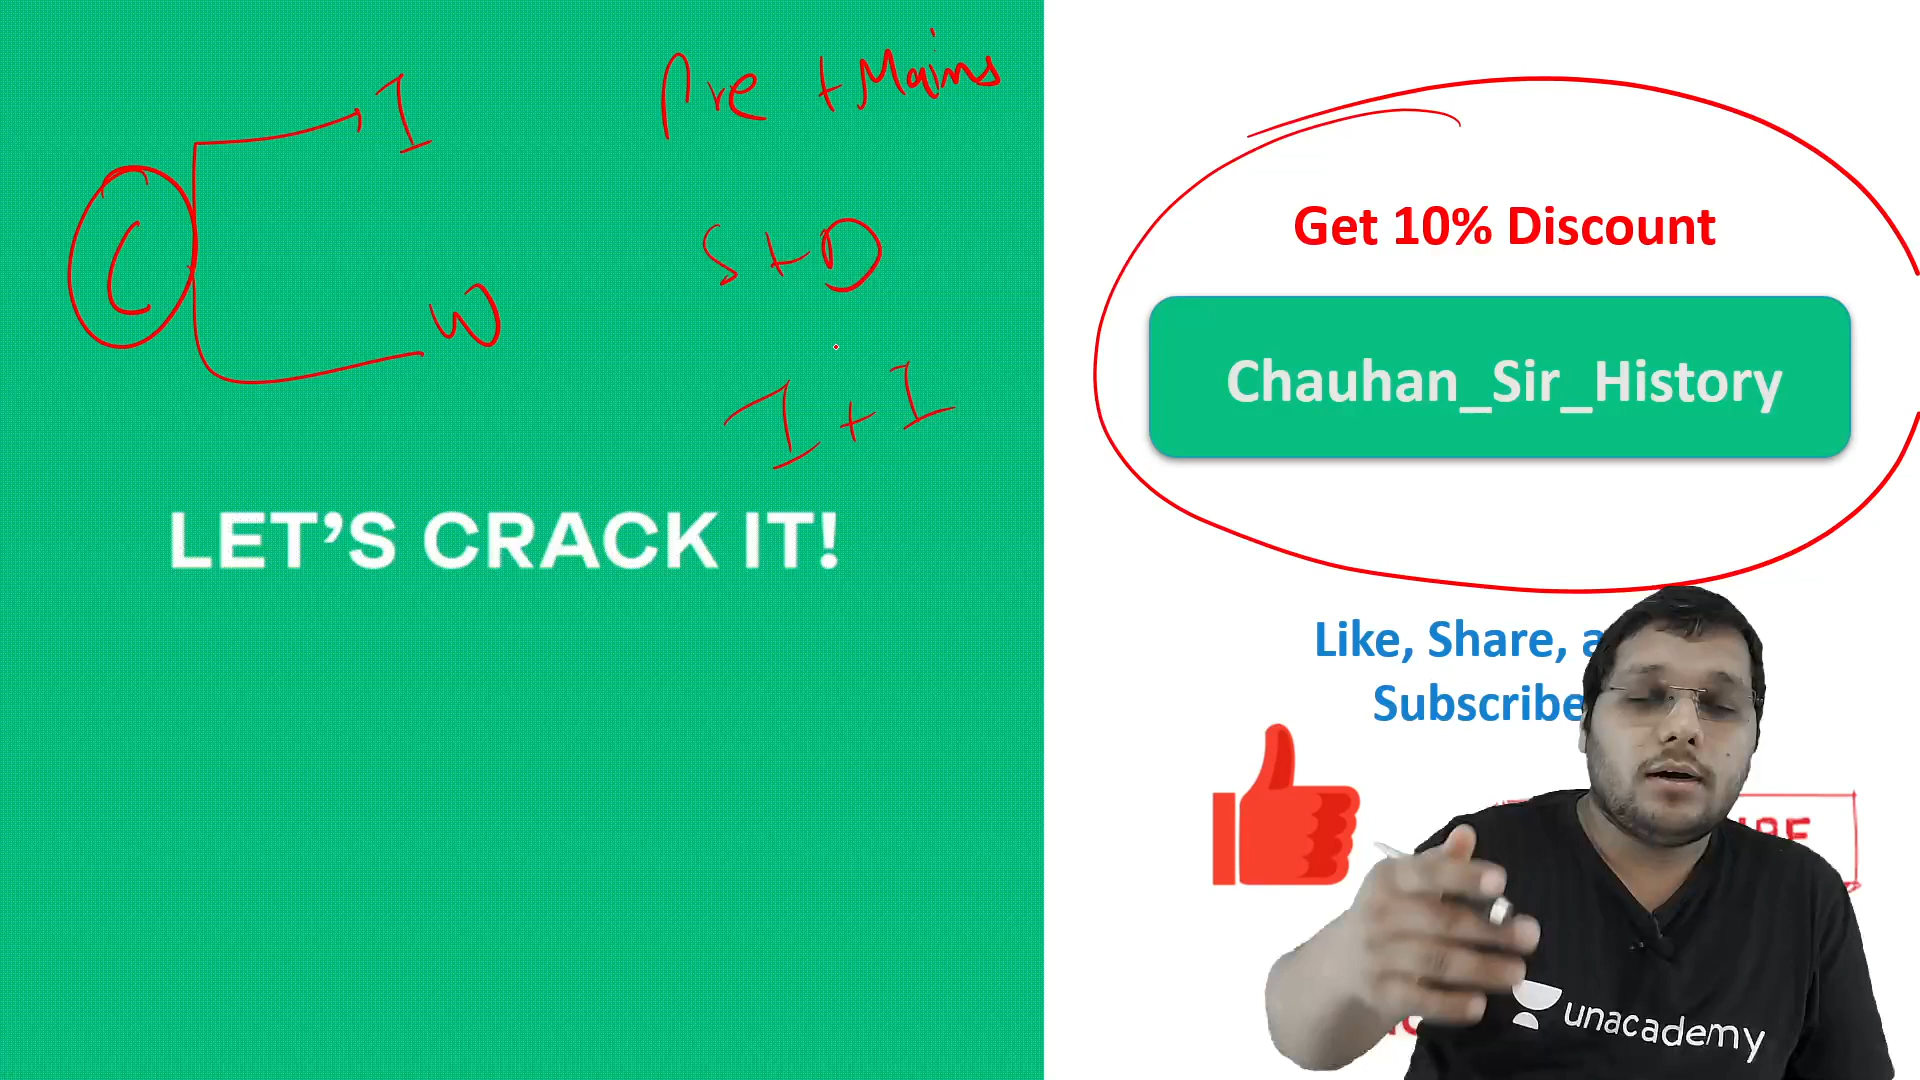 Pre + Mains
I
C
S + D
W
I + I
LET'S CRACK IT!
Get 10% Discount
Chauhan_Sir_History
Like, Share, a
Subscribe
unacademy